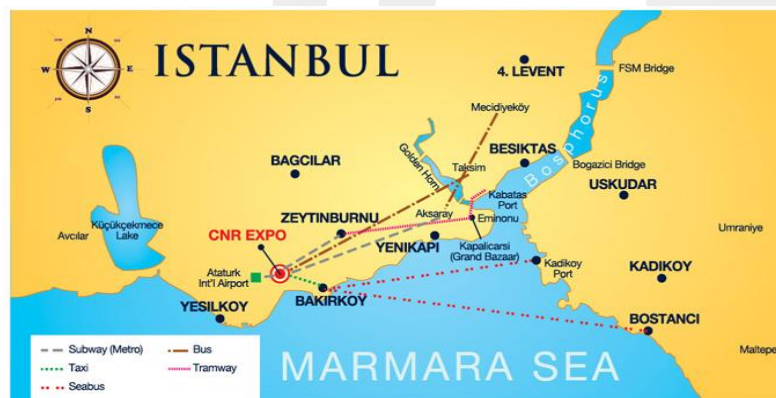 ISTANBUL
N
W
E
S
4. LEVENT
FSM Bridge
Mecidiyeköy
Bosphorus
BAGCILAR
Golden Horn
Taksim
BESIKTAS
Bogazici Bridge
Kabatas
Port
USKUDAR
Küçükçekmece
Lake
Avcılar
ZEYTINBURNU
Aksaray
Eminonu
Umraniye
CNR EXPO
YENIKAPI
Kapalicarsi
(Grand Bazaar)
Ataturk
Int'l Airport
Kadikoy
Port
KADIKOY
YESILKOY
BAKIRKOY
BOSTANCI
Maltepe
MARMARA SEA
Subway (Metro)
Bus
Taxi
Tramway
Seabus